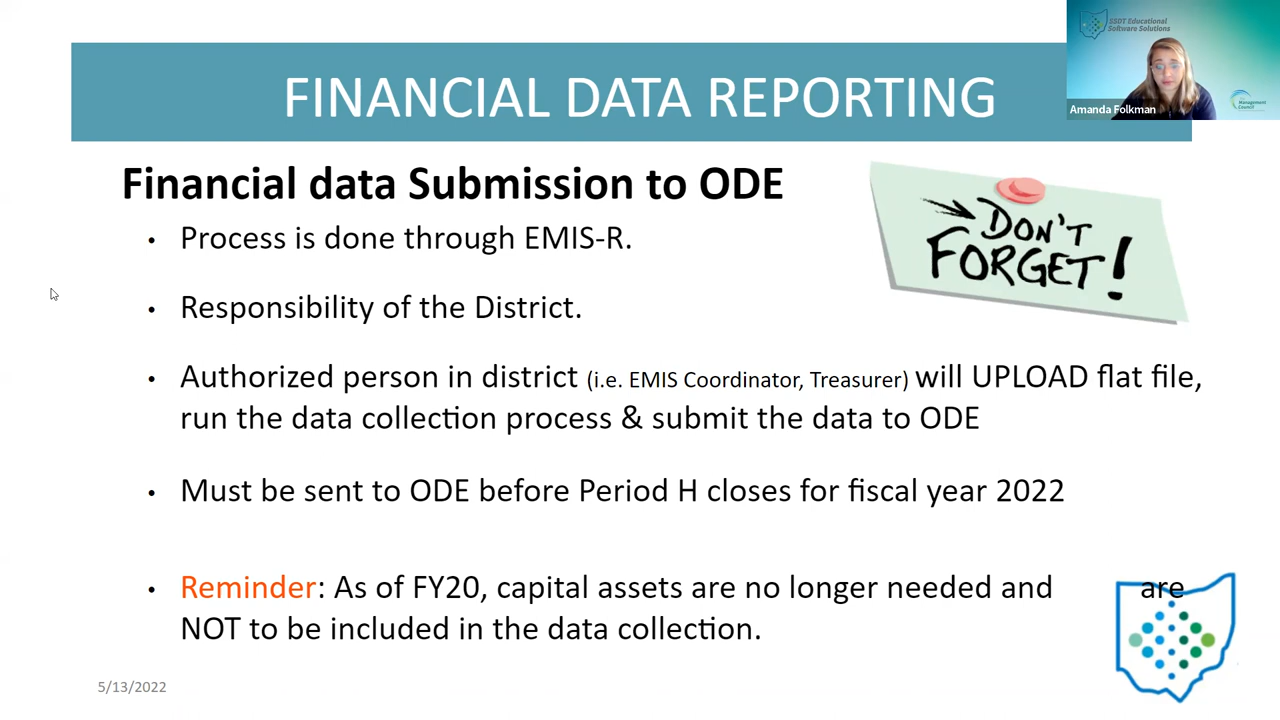 SSDT Educational
Software Solutions
Management
Council
Amanda Folkman
FINANCIAL DATA REPORTING
Financial data Submission to ODE
DON'T
FORGET!
• Process is done through EMIS-R.
• Responsibility of the District.
• Authorized person in district (i.e. EMIS Coordinator, Treasurer) will UPLOAD flat file,
run the data collection process & submit the data to ODE
• Must be sent to ODE before Period H closes for fiscal year 2022
• Reminder: As of FY20, capital assets are no longer needed and are
NOT to be included in the data collection.
5/13/2022